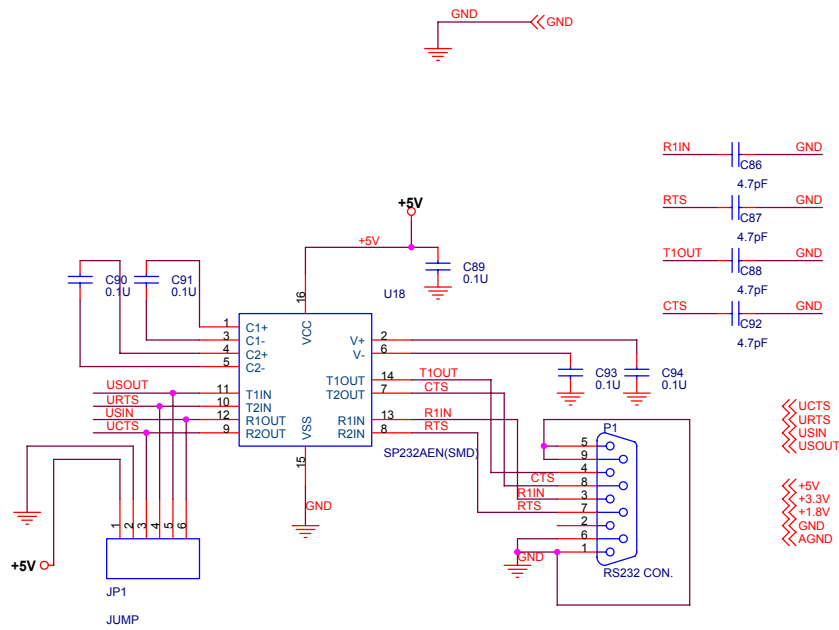 GND
GND
R1IN
GND
C86
4.7pF
RTS
GND
C87
4.7pF
T1OUT
GND
C88
4.7pF
CTS
GND
C92
4.7pF
+5V
+5V
C89
0.1U
C90
0.1U
C91
0.1U
U18
16
VCC
1
C1+
3
C1-
4
C2+
5
C2-
11
T1IN
10
T2IN
12
R1OUT
9
R2OUT
V+
2
V-
6
T1OUT
14
T2OUT
7
R1IN
13
R2IN
8
VSS
15
SP232AEN(SMD)
T1OUT
CTS
R1IN
RTS
C93
0.1U
C94
0.1U
USOUT
URTS
USIN
UCTS
GND
P1
5
9
4
CTS
8
R1IN
3
RTS
7
2
6
GND
1
RS232 CON.
UCTS
URTS
USIN
USOUT
+5V
+3.3V
+1.8V
GND
AGND
1
2
3
4
5
6
+5V
JP1
JUMP